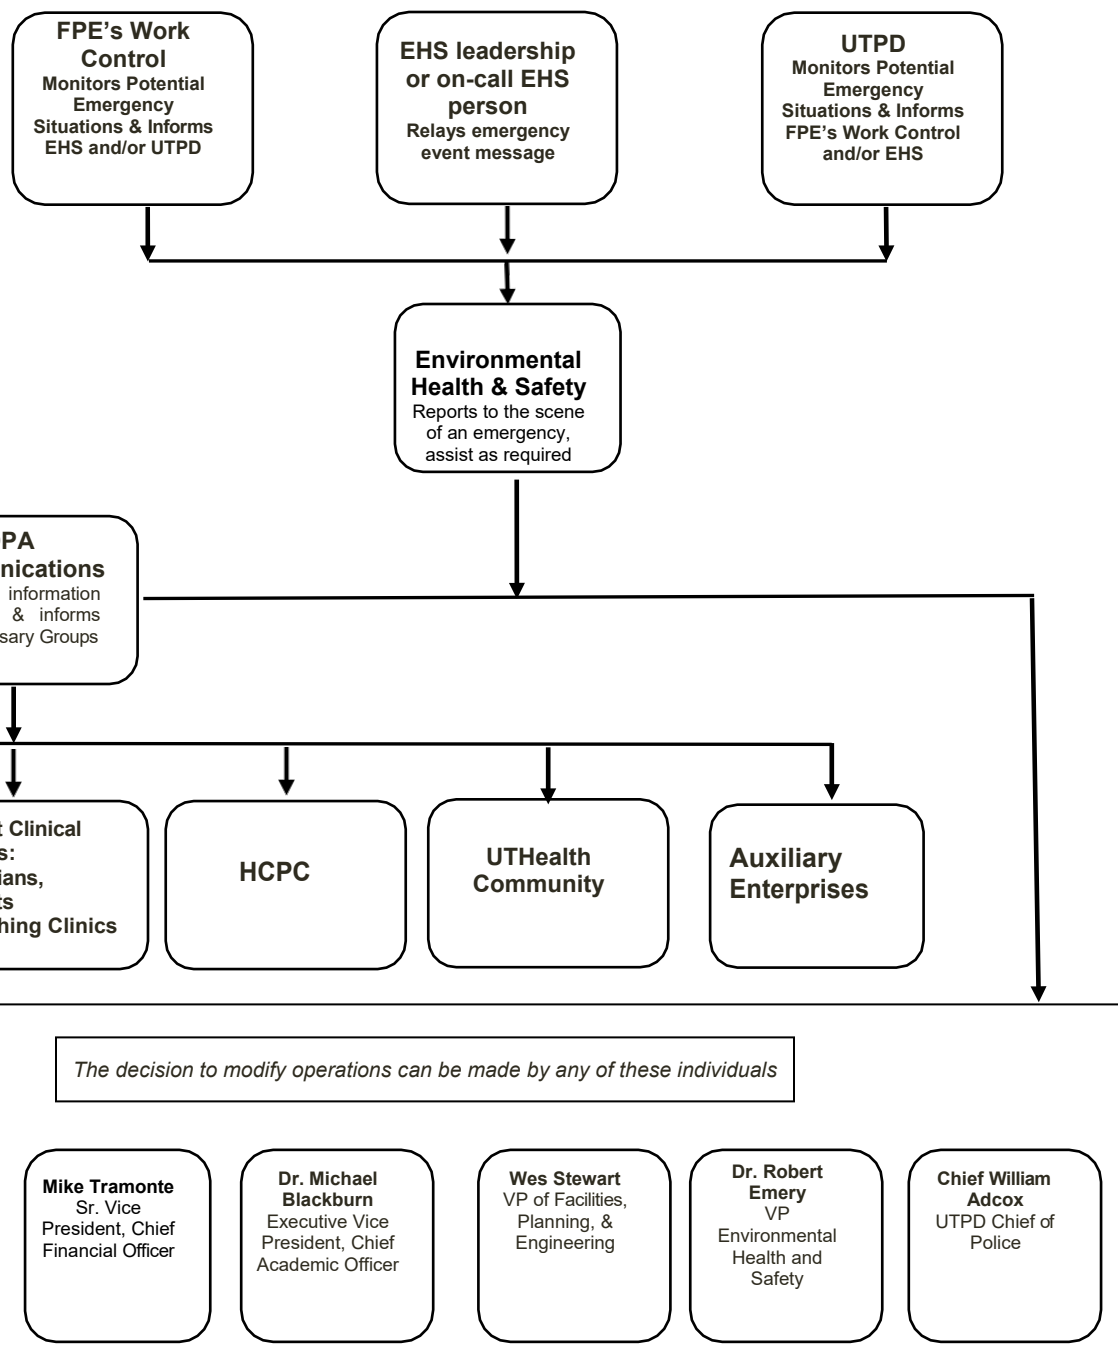 FPE’s Work
Control
Monitors Potential
Emergency
Situations & Informs
EHS and/or UTPD
EHS leadership
or on-call EHS
person
Relays emergency
event message
UTPD
Monitors Potential
Emergency
Situations & Informs
FPE’s Work Control
and/or EHS
Environmental
Health & Safety
Reports to the scene
of an emergency,
assist as required
PA
nications
information
& informs
sary Groups
t Clinical
s:
ians,
ts
hing Clinics
HCPC
UTHealth
Community
Auxiliary
Enterprises
The decision to modify operations can be made by any of these individuals
Mike Tramonte
Sr. Vice
President, Chief
Financial Officer
Dr. Michael
Blackburn
Executive Vice
President, Chief
Academic Officer
Wes Stewart
VP of Facilities,
Planning, &
Engineering
Dr. Robert
Emery
VP
Environmental
Health and
Safety
Chief William
Adcox
UTPD Chief of
Police